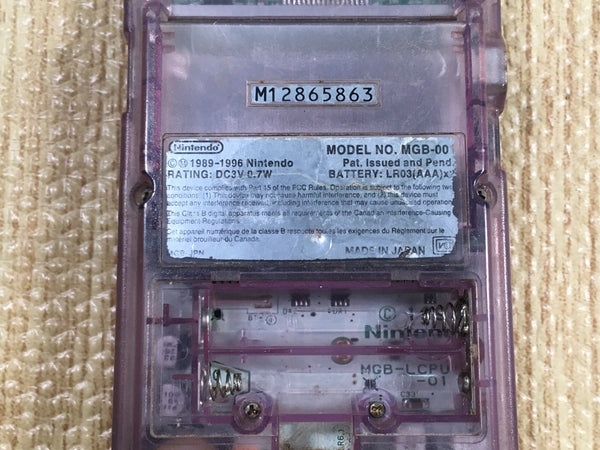 M12865863
Nintendo
MODEL NO. MGB-001
©1989-1996 Nintendo
Pat. Issued and Pend.
RATING: DC3V 0.7W
BATTERY: LR03(AAA)x
This device complies with Part 15 of the FCC Rules. Operation is subject to the following two
conditions: (1) This device may not cause harmful interference, and (2) this device must
accept any interference received, including interference that may cause undesired operation.
This Class B digital apparatus meets all requirements of the Canadian Interference-Causing
Equipment Regulations.
Cet appareil numérique de la classe B respecte toutes les exigences du Règlement sur le
matériel brouilleur du Canada.
MGB-JPN
MADE IN JAPAN
©
Nintendo
MGB-LCPU
-01
C33